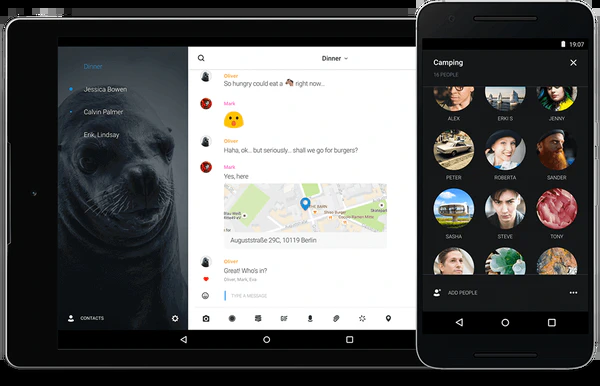 Dinner
Jessica Bowen
Calvin Palmer
Erik, Lindsay
CONTACTS
Dinner
Oliver
So hungry could eat a right now...
Mark
Oliver
Haha, ok... but seriously... shall we go for burgers?
Mark
Yes, here
Auguststraße 29C, 10119 Berlin
Oliver
Great! Who's in?
Oliver, Mark, Eva
TYPE A MESSAGE
GIF
19:07
Camping
16 PEOPLE
ALEX
ERKI S
JENNY
PETER
ROBERTA
SANDER
SASHA
STEVE
TONY
ADD PEOPLE